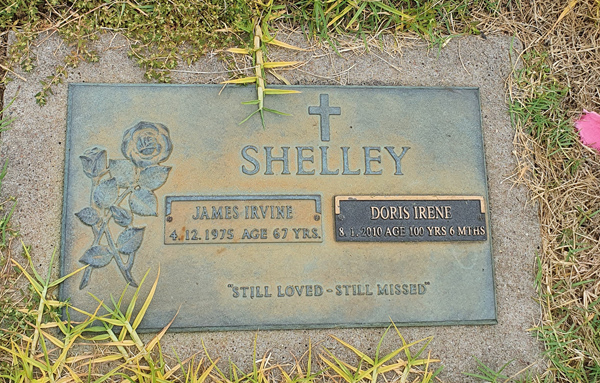 SHELLEY
JAMES IRVINE
4.12.1975 AGE 67 YRS.
DORIS IRENE
8.1.2010 AGE 100 YRS 6 MTHS
"STILL LOVED - STILL MISSED"